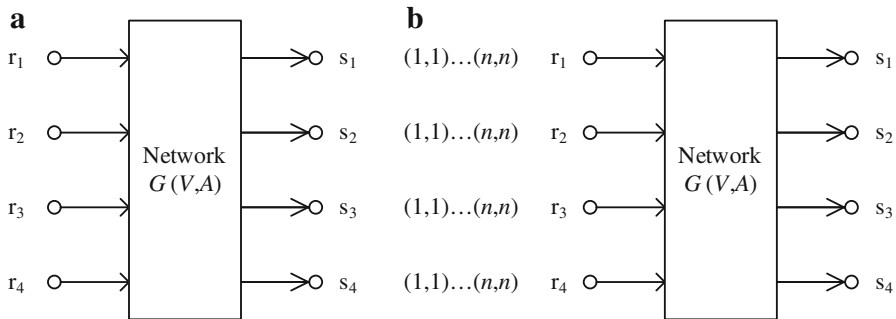 a b
r₁ s₁ (1,1)…(n,n) r₁ s₁
r₂ s₂ (1,1)…(n,n) r₂ s₂
Network Network
G (V,A) G (V,A)
r₃ s₃ (1,1)…(n,n) r₃ s₃
r₄ s₄ (1,1)…(n,n) r₄ s₄